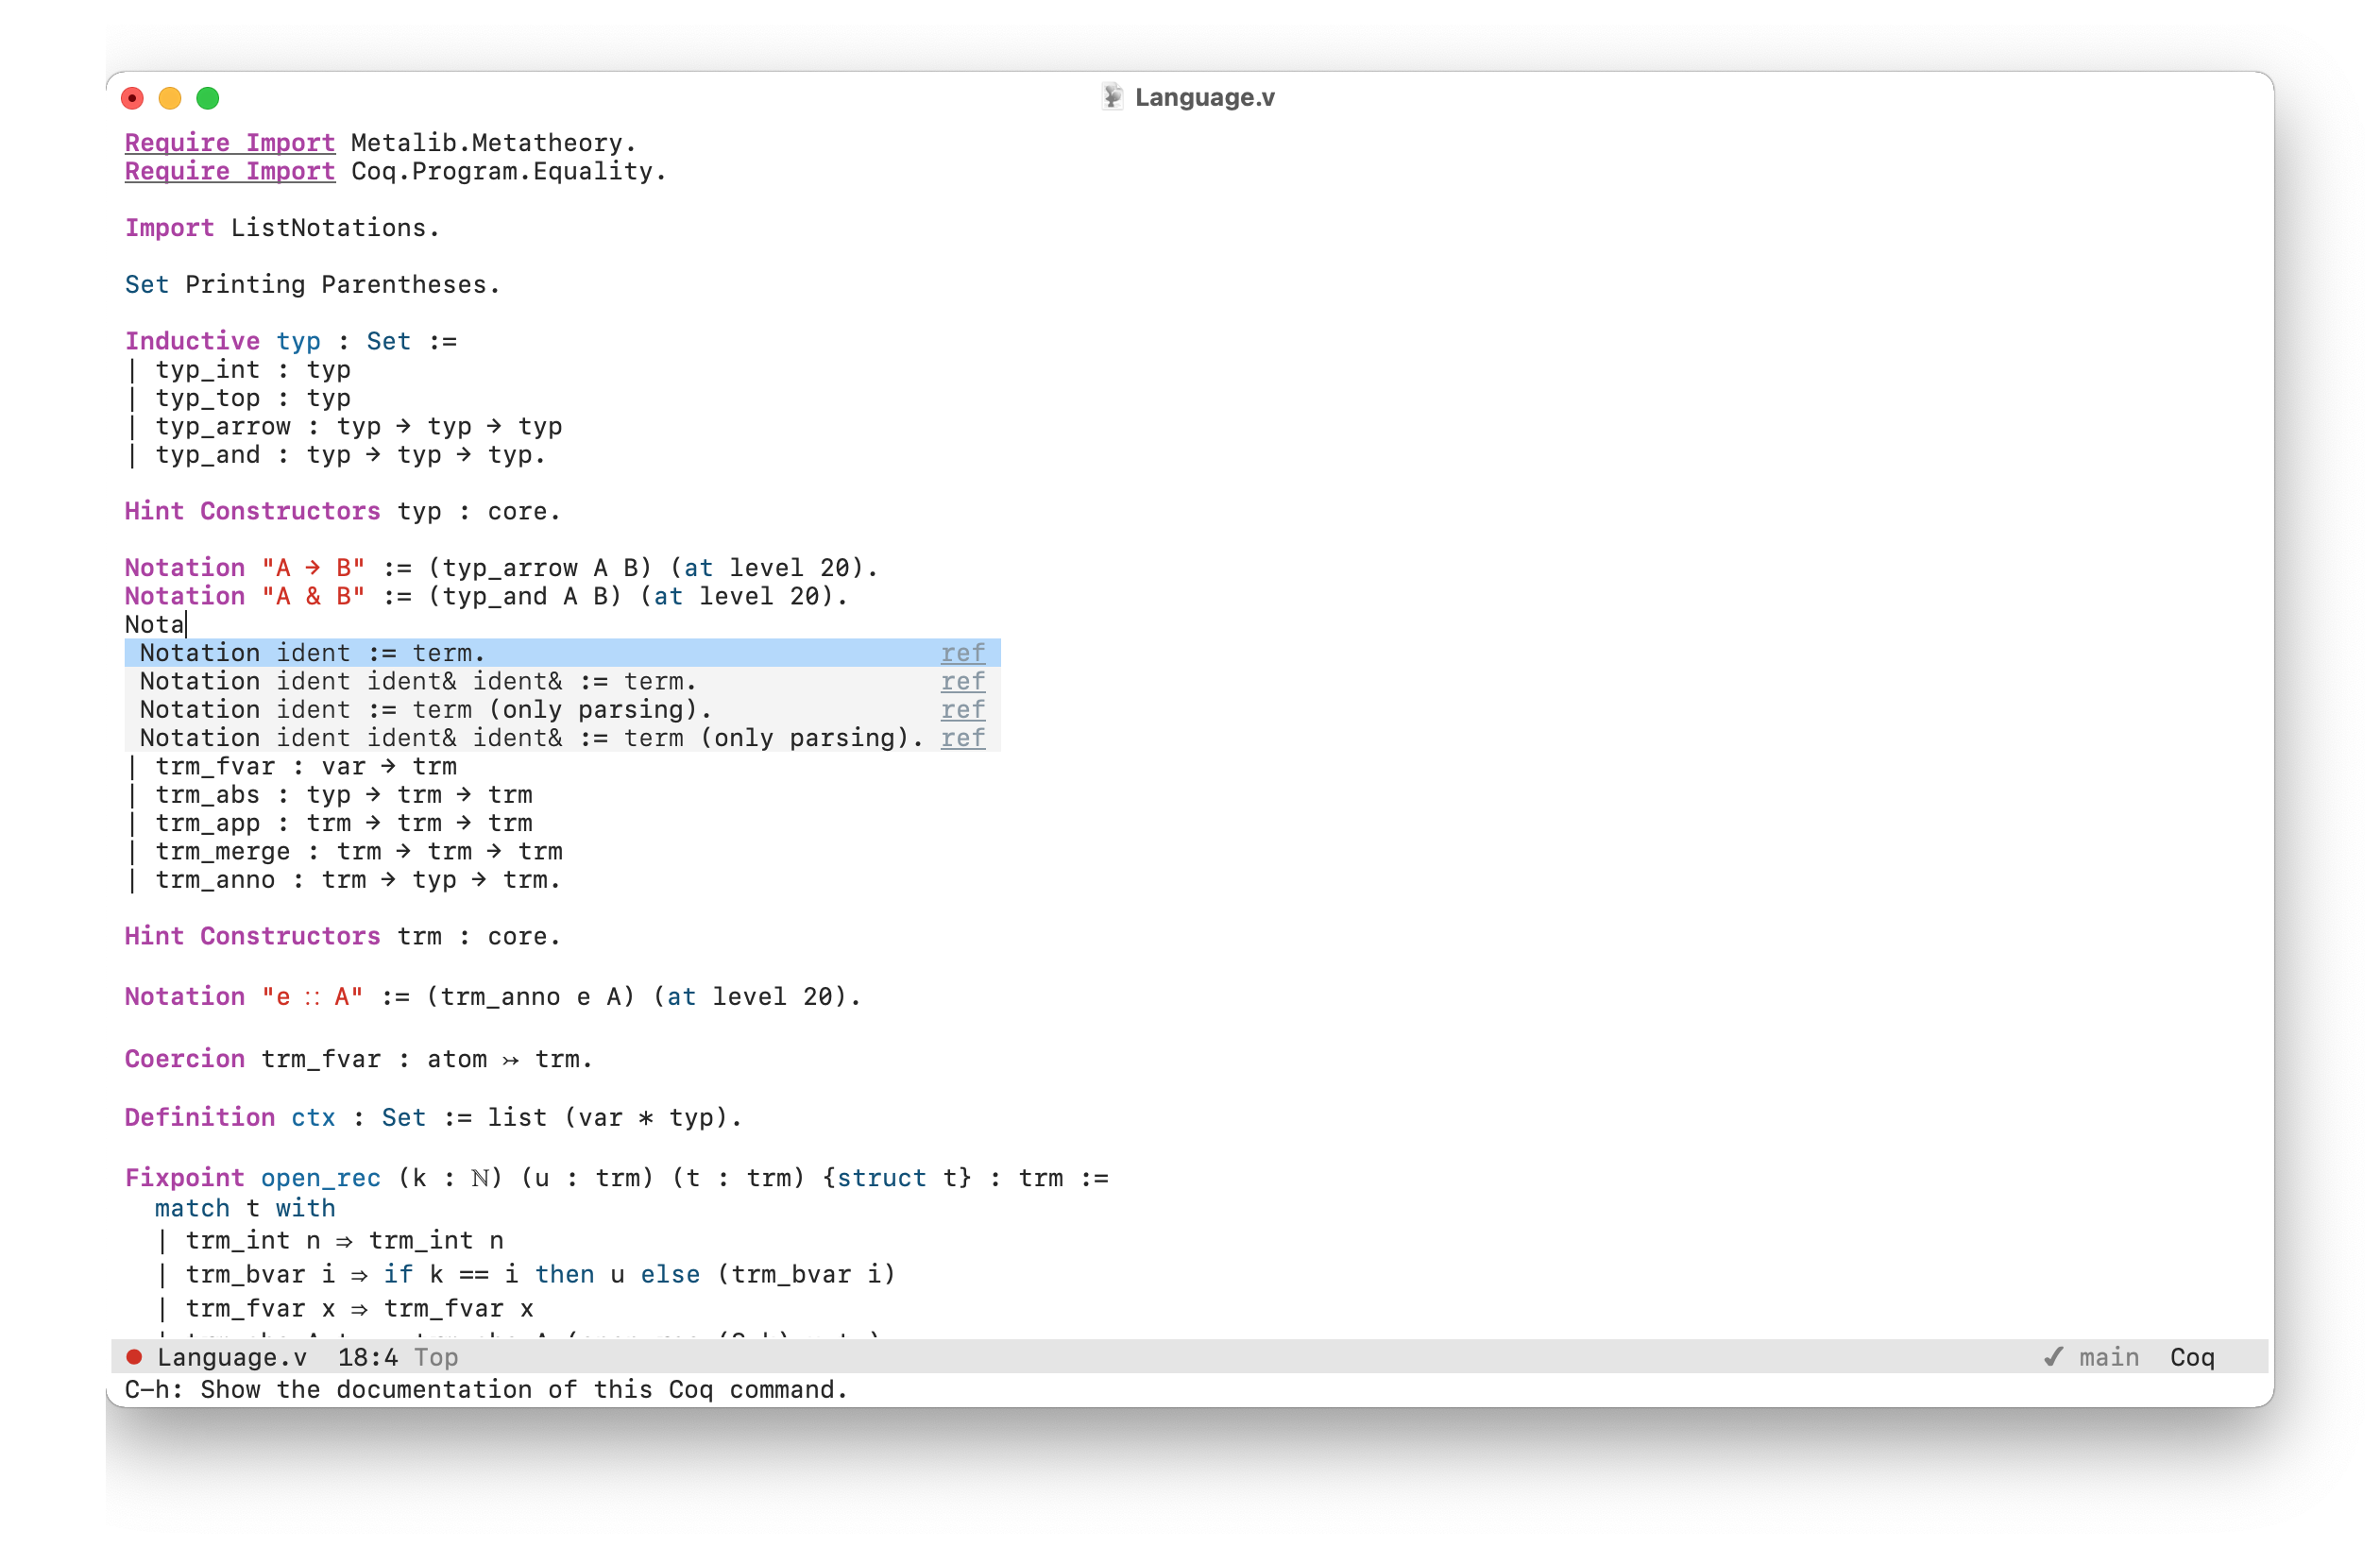 Language.v
Require Import Metalib.Metatheory.
Require Import Coq.Program.Equality.
Import ListNotations.
Set Printing Parentheses.
Inductive typ : Set :=
| typ_int : typ
| typ_top : typ
| typ_arrow : typ → typ → typ
| typ_and : typ → typ → typ.
Hint Constructors typ : core.
Notation "A → B" := (typ_arrow A B) (at level 20).
Notation "A & B" := (typ_and A B) (at level 20).
Nota
Notation ident := term. ref
Notation ident ident& ident& := term. ref
Notation ident := term (only parsing). ref
Notation ident ident& ident& := term (only parsing). ref
| trm_fvar : var → trm
| trm_abs : typ → trm → trm
| trm_app : trm → trm → trm
| trm_merge : trm → trm → trm
| trm_anno : trm → typ → trm.
Hint Constructors trm : core.
Notation "e ∷ A" := (trm_anno e A) (at level 20).
Coercion trm_fvar : atom ↣ trm.
Definition ctx : Set := list (var * typ).
Fixpoint open_rec (k : ℕ) (u : trm) (t : trm) {struct t} : trm :=
match t with
| trm_int n ⇒ trm_int n
| trm_bvar i ⇒ if k == i then u else (trm_bvar i)
| trm_fvar x ⇒ trm_fvar x
Language.v 18:4 Top ✓ main Coq
C-h: Show the documentation of this Coq command.